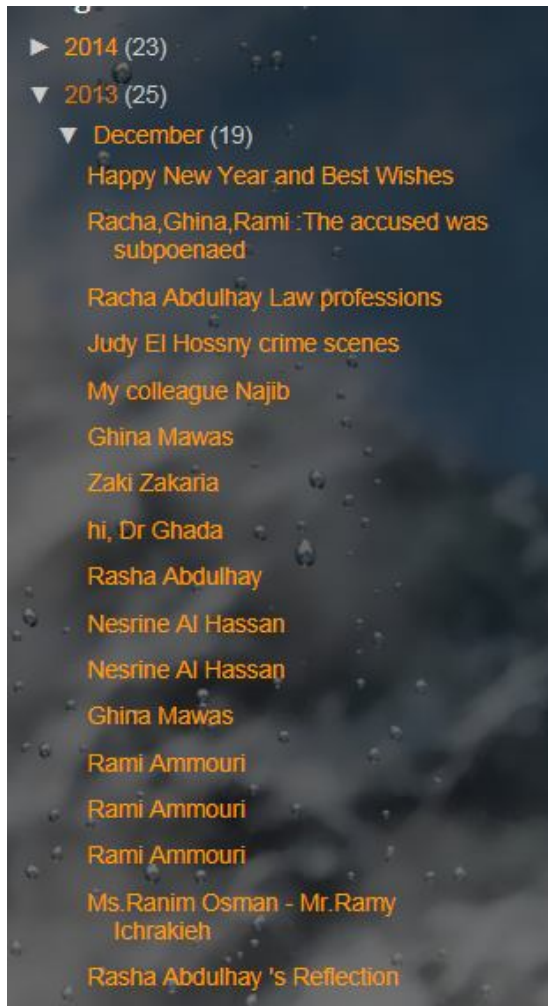 ► 2014 (23)
▼ 2013 (25)
▼ December (19)
Happy New Year and Best Wishes
Racha,Ghina,Rami :The accused was
subpoenaed
Racha Abdulhay Law professions
Judy El Hossny crime scenes
My colleague Najib
Ghina Mawas
Zaki Zakaria
hi, Dr Ghada
Rasha Abdulhay
Nesrine Al Hassan
Nesrine Al Hassan
Ghina Mawas
Rami Ammouri
Rami Ammouri
Rami Ammouri
Ms.Ranim Osman - Mr.Ramy
Ichrakieh
Rasha Abdulhay 's Reflection